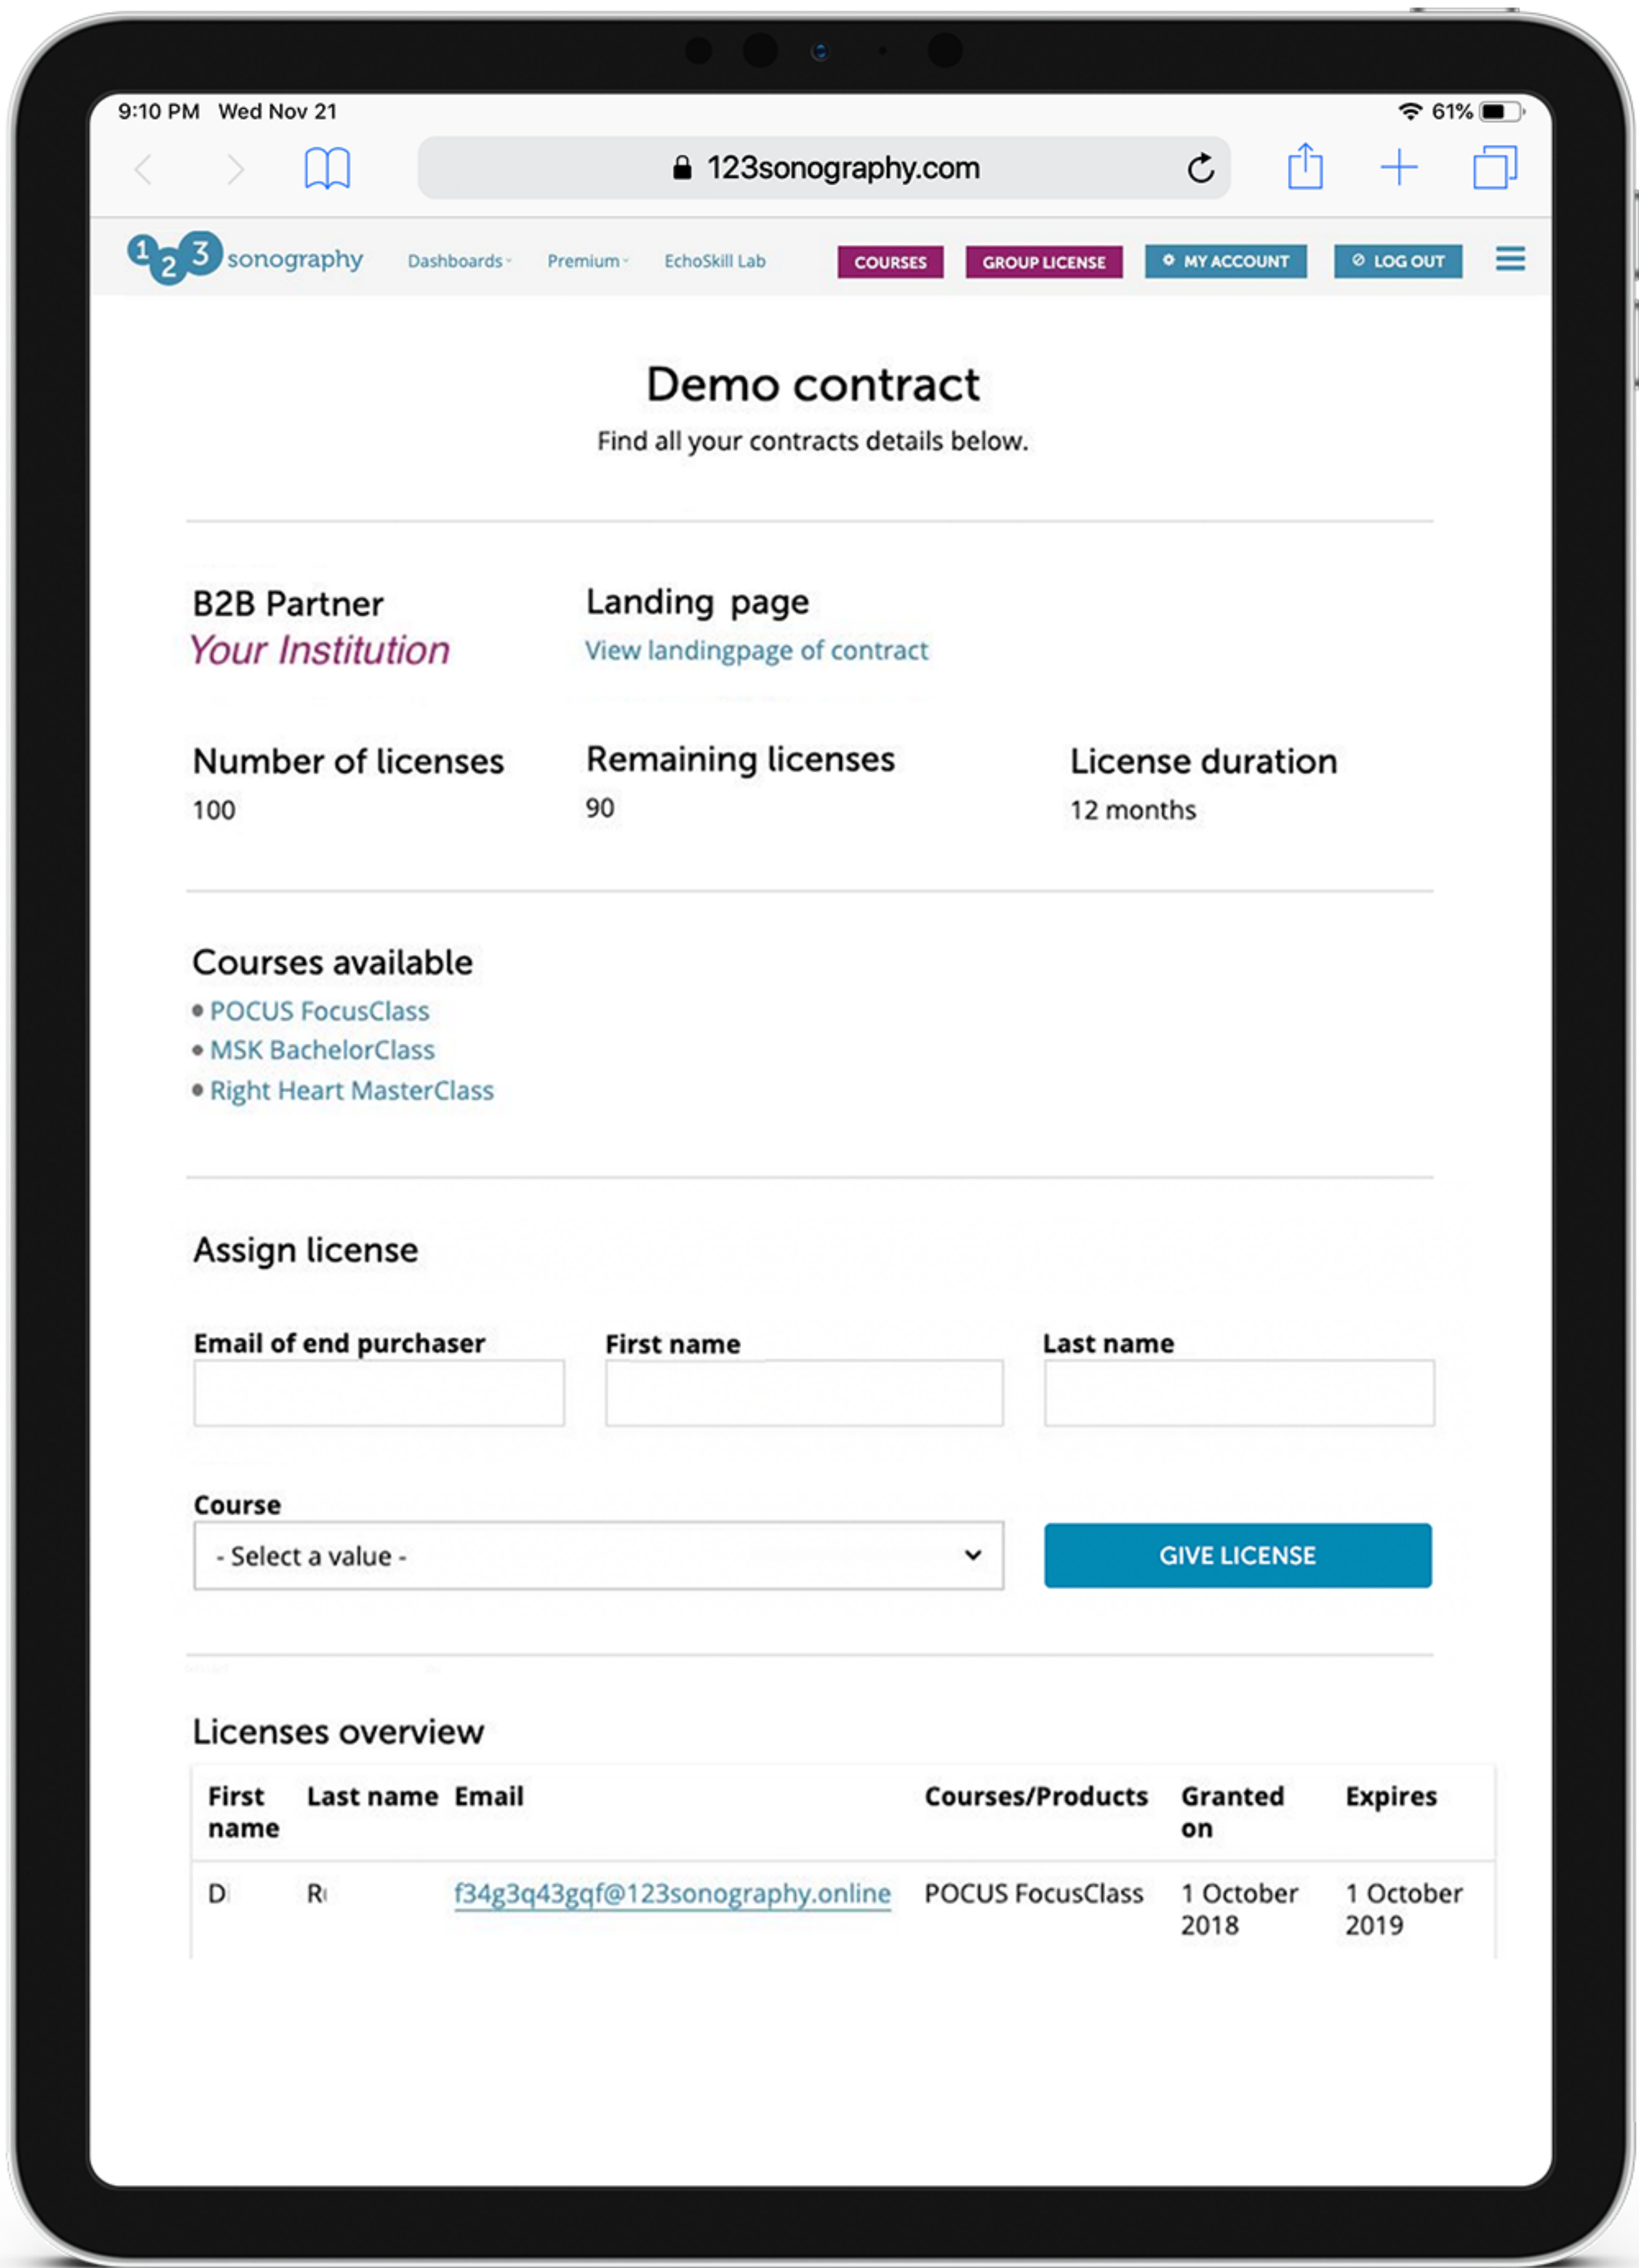 9:10 PM Wed Nov 21 61%
123sonography.com
123 sonography Dashboards Premium EchoSkill Lab COURSES GROUP LICENSE MY ACCOUNT LOG OUT
Demo contract
Find all your contracts details below.
B2B Partner Landing page
Your Institution View landingpage of contract
Number of licenses Remaining licenses License duration
100 90 12 months
Courses available
• POCUS FocusClass
• MSK BachelorClass
• Right Heart MasterClass
Assign license
Email of end purchaser First name Last name
Course
- Select a value - GIVE LICENSE
Licenses overview
First Last name Email Courses/Products Granted Expires
name on
D R f34g3q43gqf@123sonography.online POCUS FocusClass 1 October 1 October
2018 2019